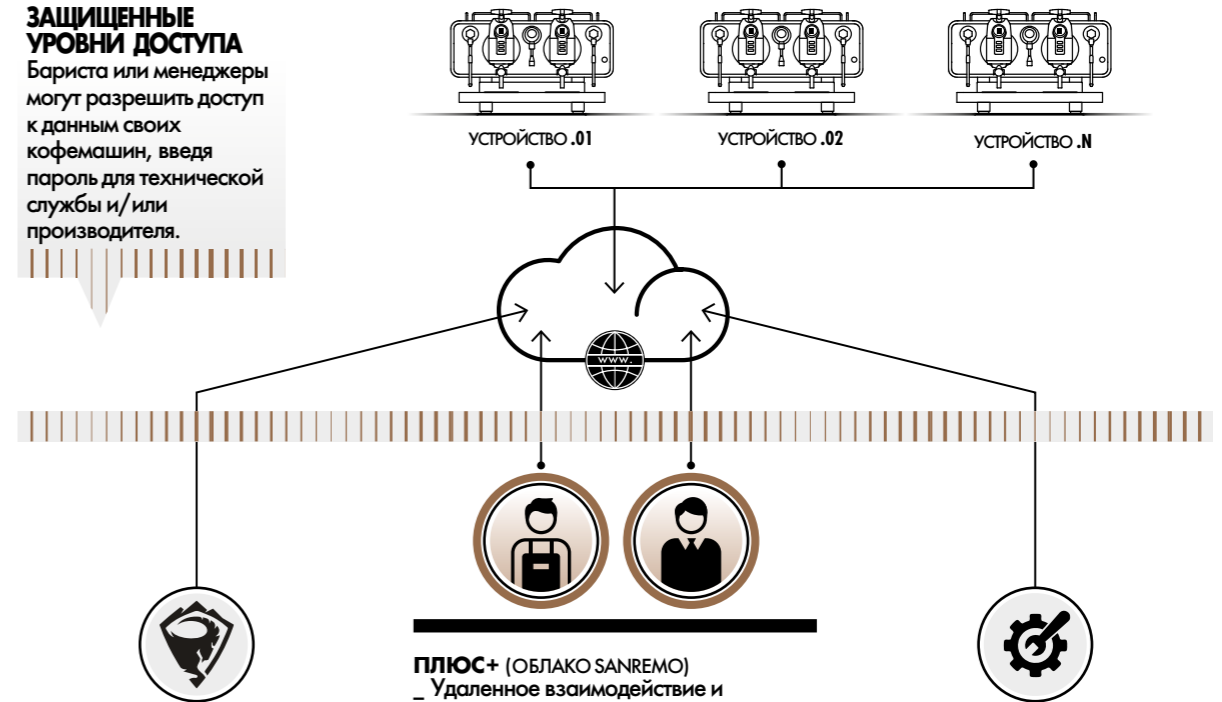 ЗАЩИЩЕННЫЕ
УРОВНИ ДОСТУПА
Бариста или менеджеры
могут разрешить доступ
к данным своих
кофемашин, введя
пароль для технической
службы и/или
производителя.
УСТРОЙСТВО .01
УСТРОЙСТВО .02
УСТРОЙСТВО .N
www.
ПЛЮС+ (ОБЛАКО SANREMO)
_ Удаленное взаимодействие и